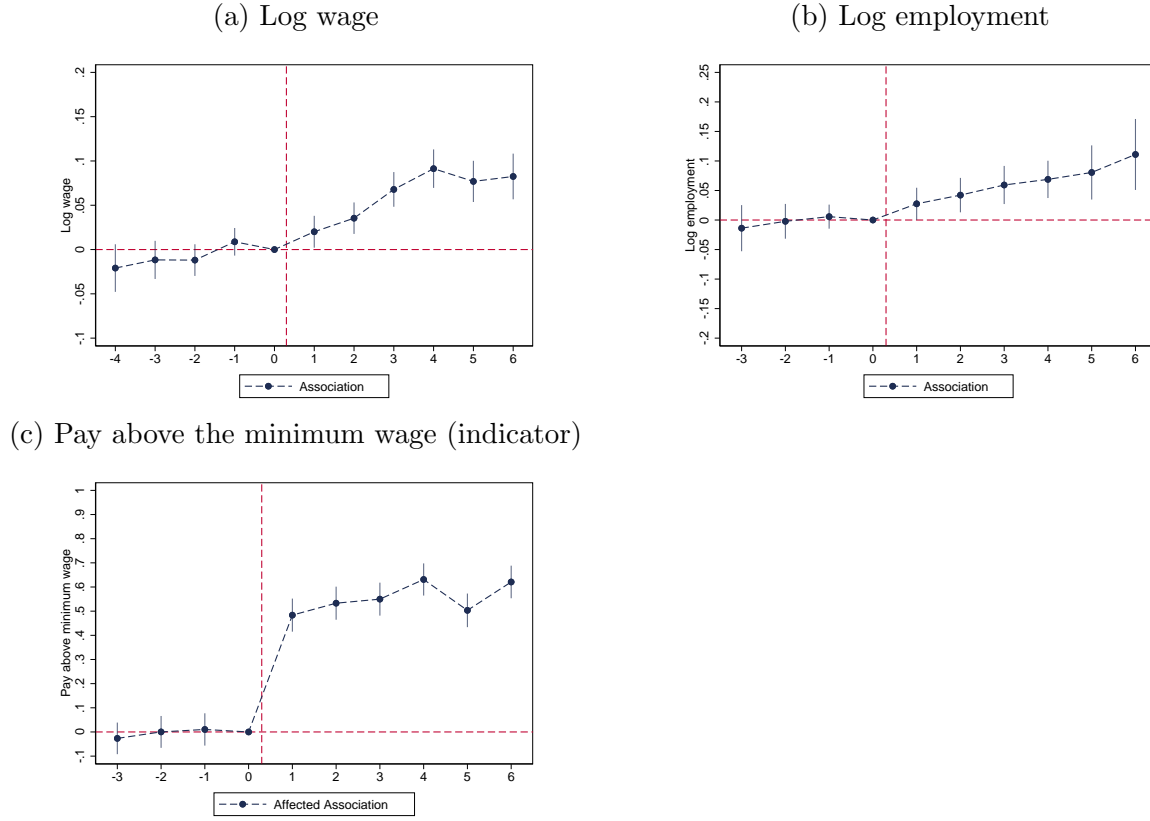 (a) Log wage
Log wage
.2
.15
.1
.05
0
-.05
-.1
-4 -3 -2 -1 0 1 2 3 4 5 6
Association
(b) Log employment
Log employment
.25
.2
.15
.1
.05
0
-.05
-.1
-.15
-.2
-3 -2 -1 0 1 2 3 4 5 6
Association
(c) Pay above the minimum wage (indicator)
Pay above minimum wage
1
.9
.8
.7
.6
.5
.4
.3
.2
.1
0
-.1
-3 -2 -1 0 1 2 3 4 5 6
Affected Association